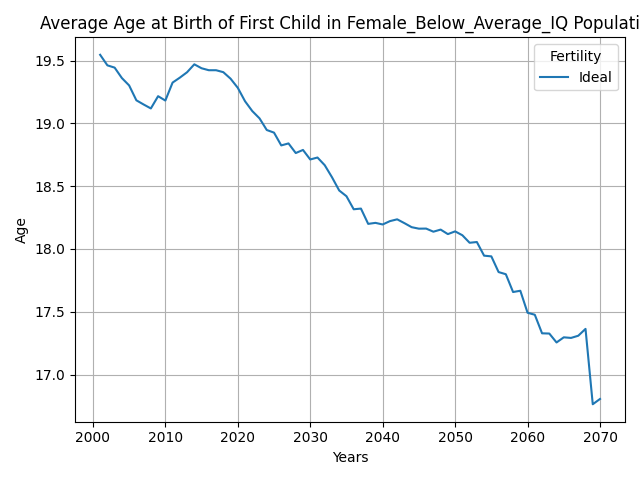 Average Age at Birth of First Child in Female_Below_Average_IQ Populati
Fertility
Ideal
19.5
19.0
18.5
18.0
17.5
17.0
Age
2000 2010 2020 2030 2040 2050 2060 2070
Years